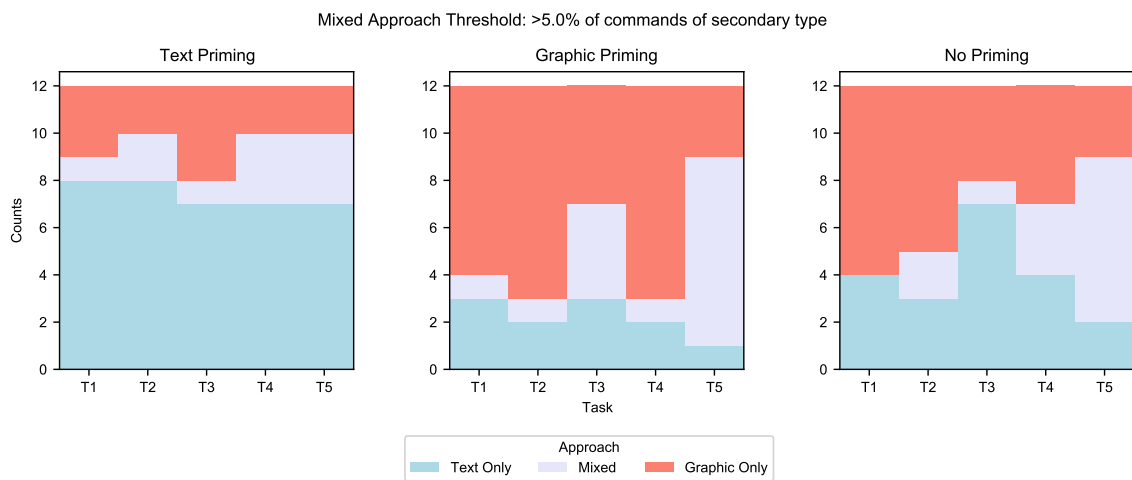 Mixed Approach Threshold: >5.0% of commands of secondary type
Text Priming
Graphic Priming
No Priming
Counts
12
10
8
6
4
2
0
T1 T2 T3 T4 T5
12
10
8
6
4
2
0
T1 T2 T3 T4 T5
Task
12
10
8
6
4
2
0
T1 T2 T3 T4 T5
Approach
Text Only Mixed Graphic Only